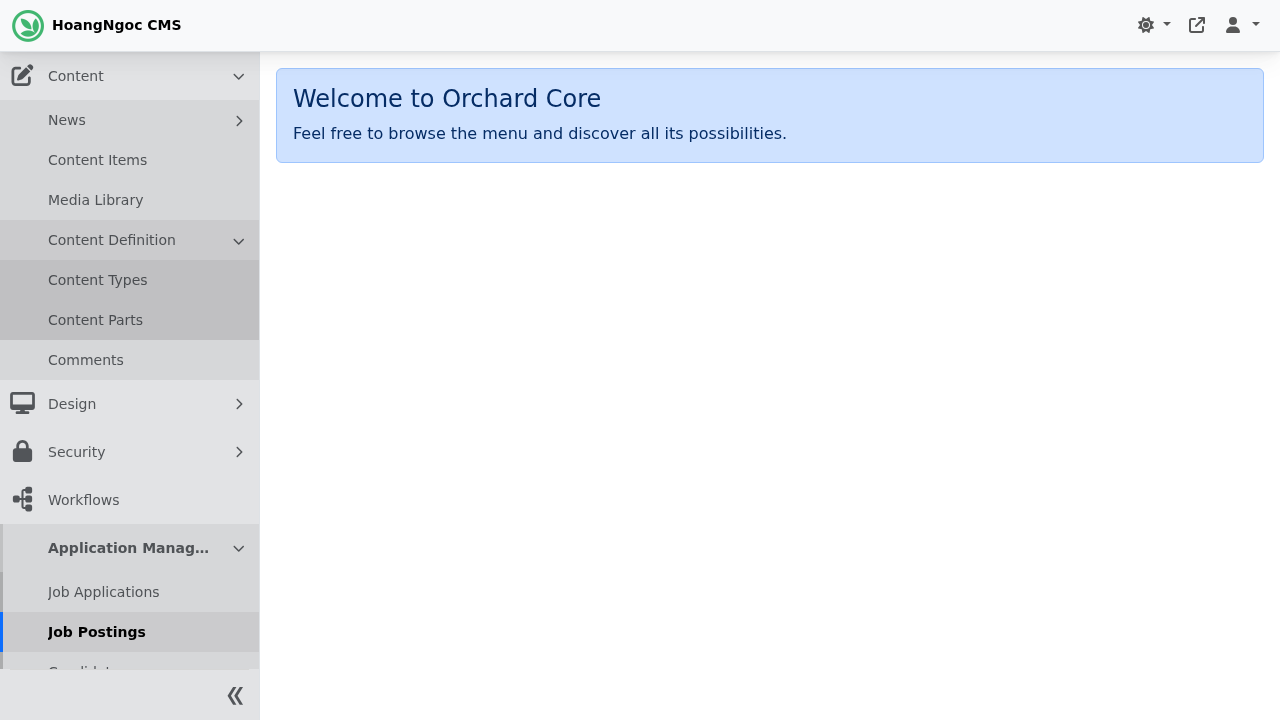 HoangNgoc CMS
Content
News
Content Items
Media Library
Content Definition
Content Types
Content Parts
Comments
Design
Security
Workflows
Application Manag...
Job Applications
Job Postings
Welcome to Orchard Core
Feel free to browse the menu and discover all its possibilities.